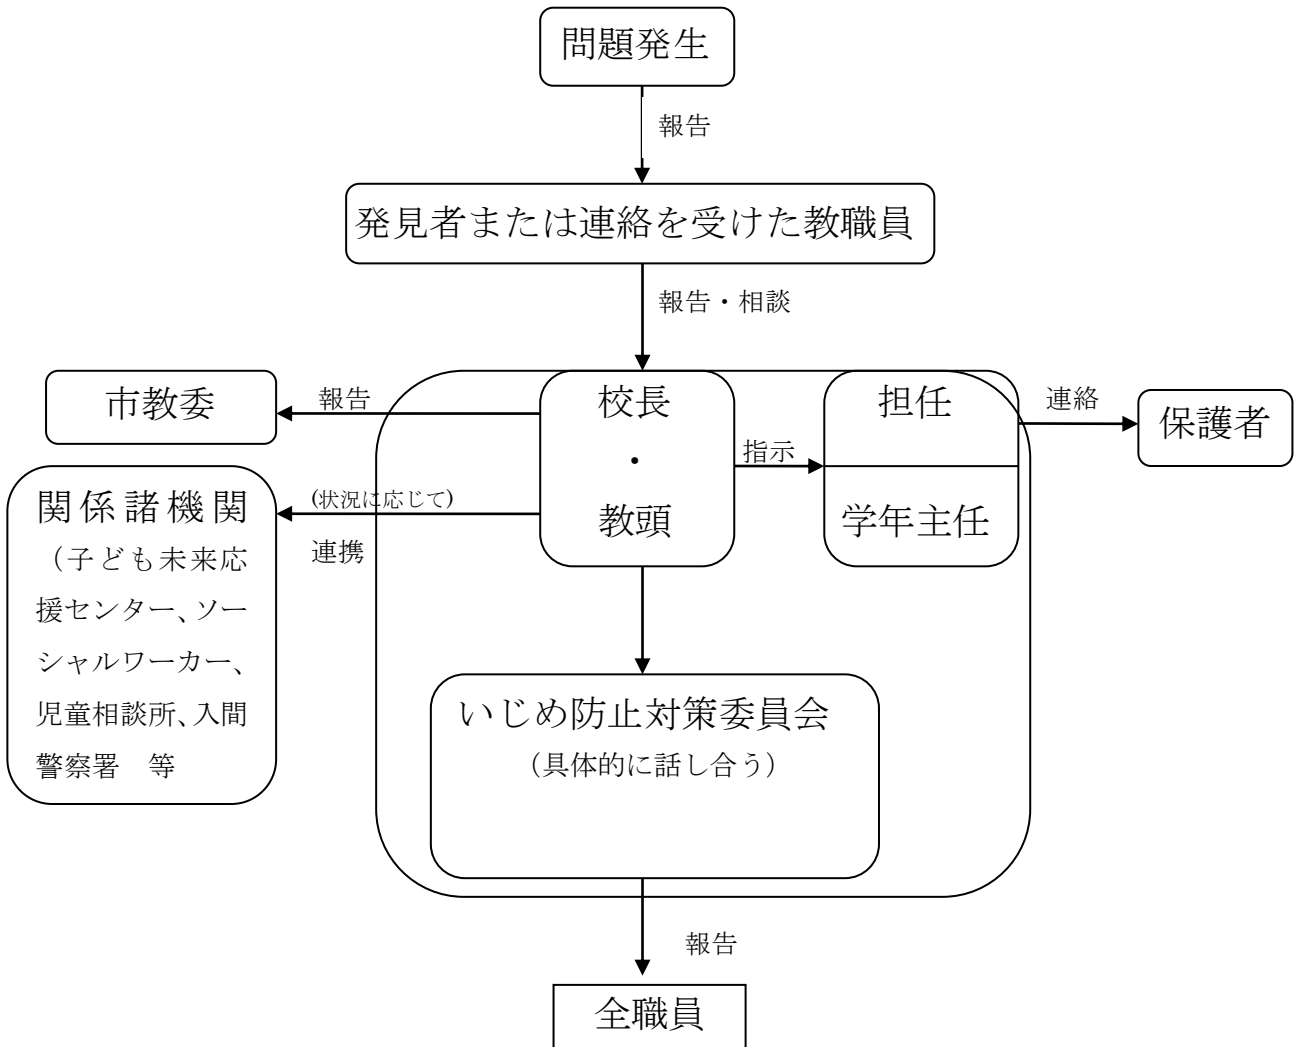 問題発生
報告
発見者または連絡を受けた教職員
報告・相談
市教委
報告
校長
・
教頭
指示
担任
学年主任
連絡
保護者
関係諸機関
（子ども未来応
援センター、ソー
シャルワーカー、
児童相談所、入間
警察署　等
(状況に応じて)
連携
いじめ防止対策委員会
（具体的に話し合う）
報告
全職員